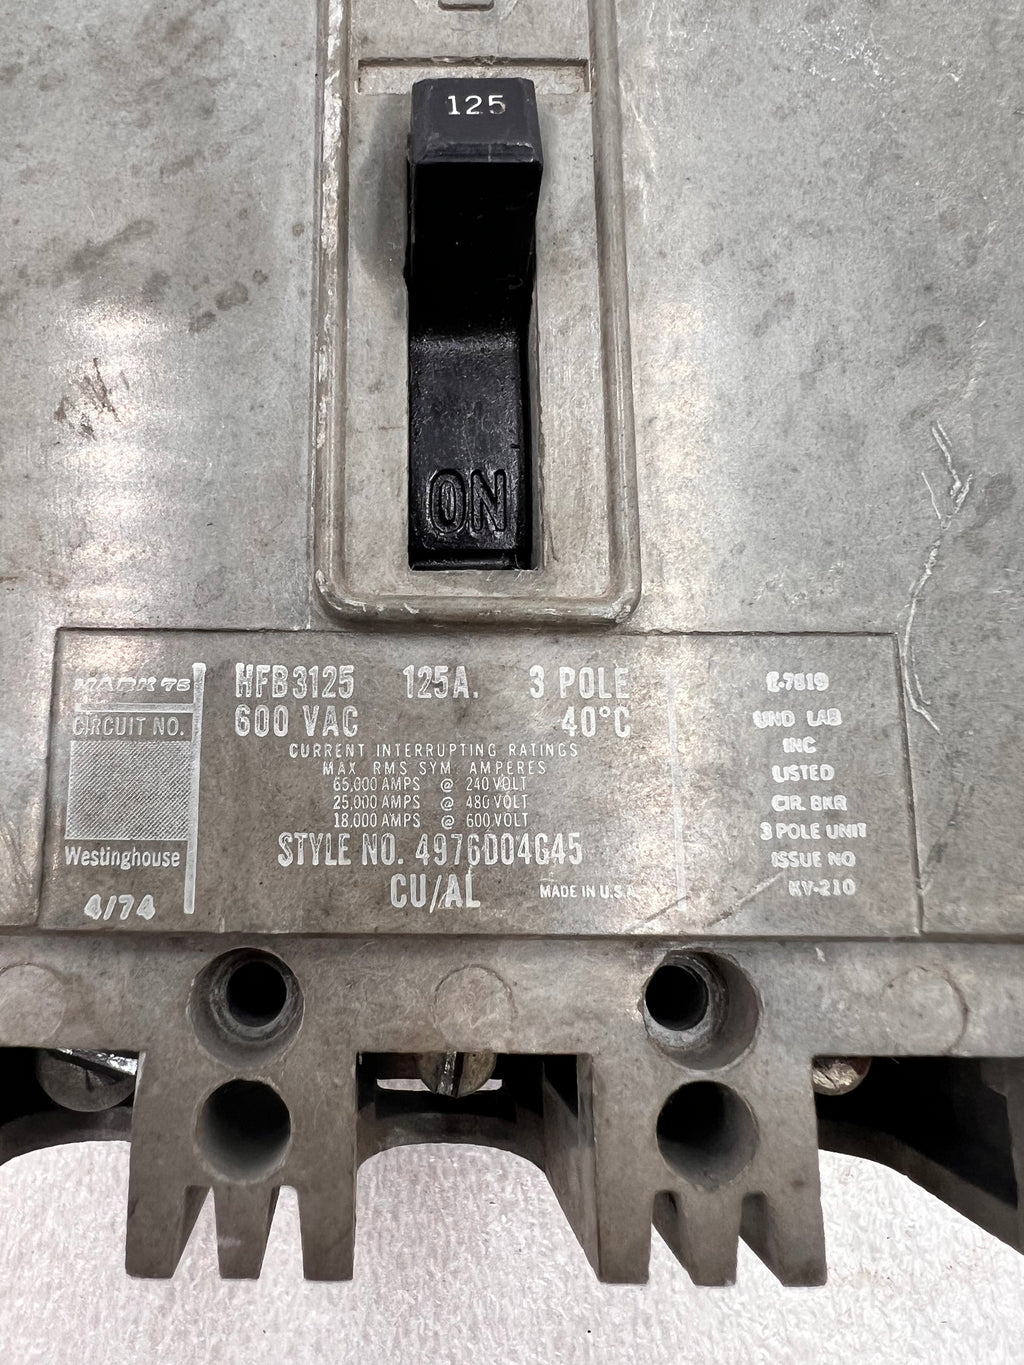 125
ON
MARK 75
CIRCUIT NO.
Westinghouse
4/74
HFB3125 125A. 3 POLE
600 VAC 40°C
CURRENT INTERRUPTING RATINGS
MAX. RMS SYM. AMPERES
65,000 AMPS @ 240 VOLT
25,000 AMPS @ 480 VOLT
18,000 AMPS @ 600 VOLT
STYLE NO. 4976D04G45
CU/AL MADE IN U.S.A.
E-7819
UND LAB
INC
LISTED
CIR. BKR
3 POLE UNIT
ISSUE NO
KV-210